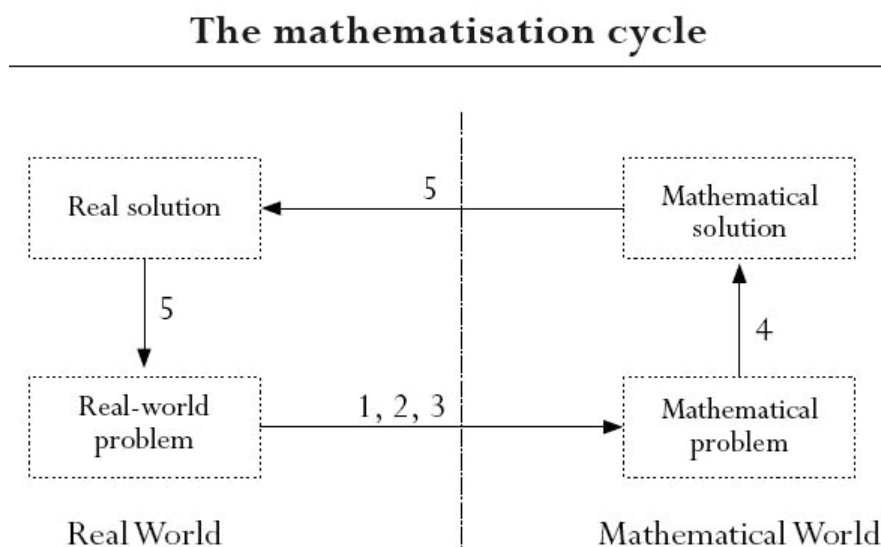 The mathematisation cycle
Real solution
5
Mathematical
solution
5
4
Real-world
problem
1, 2, 3
Mathematical
problem
Real World
Mathematical World